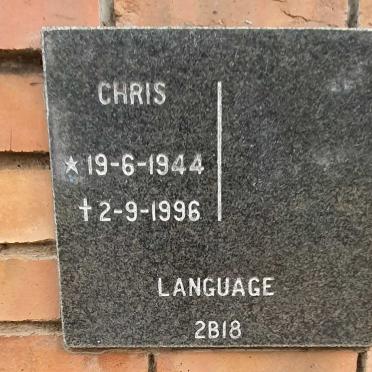 CHRIS
☆ 19-6-1944
† 2-9-1996
LANGUAGE
2B18